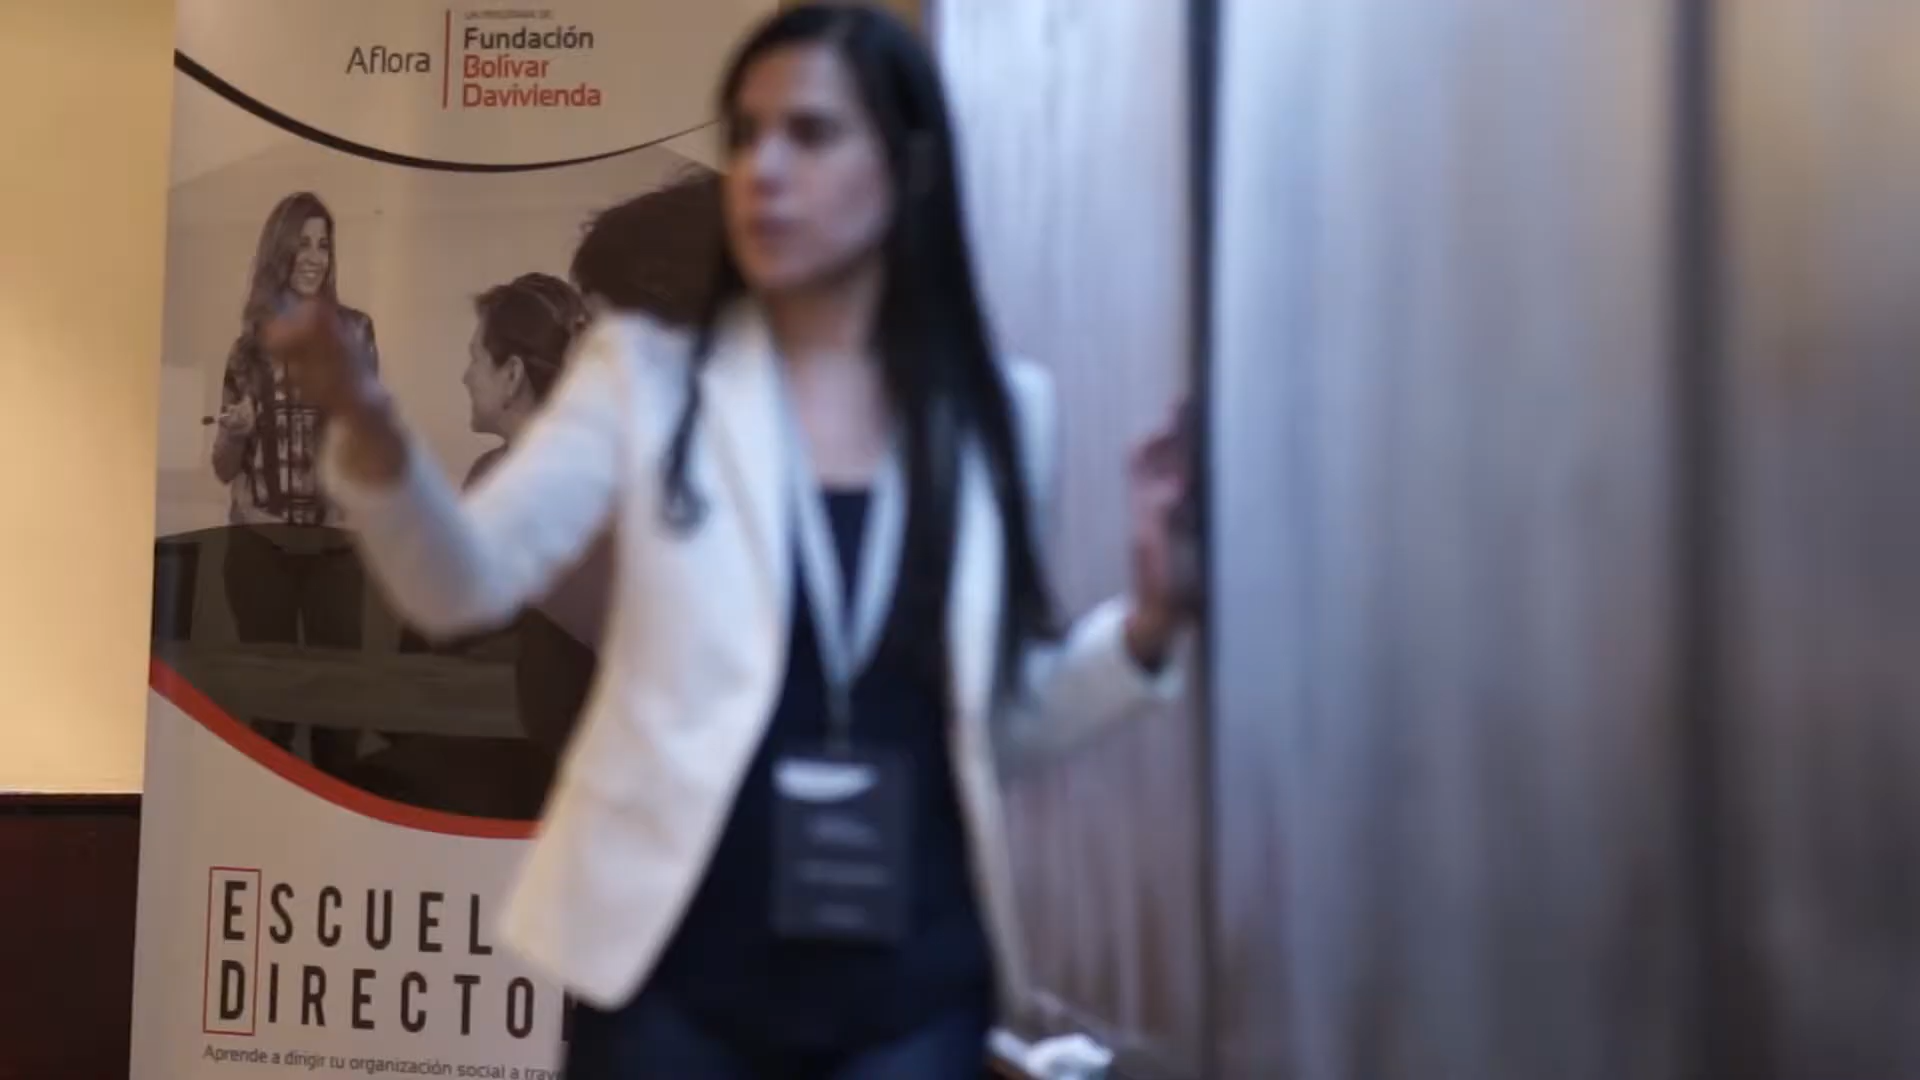 Aflora
Fundación
Bolívar
Davivienda
ESCUEL
DIRECTO
Aprende a dirigir tu organización social a trav